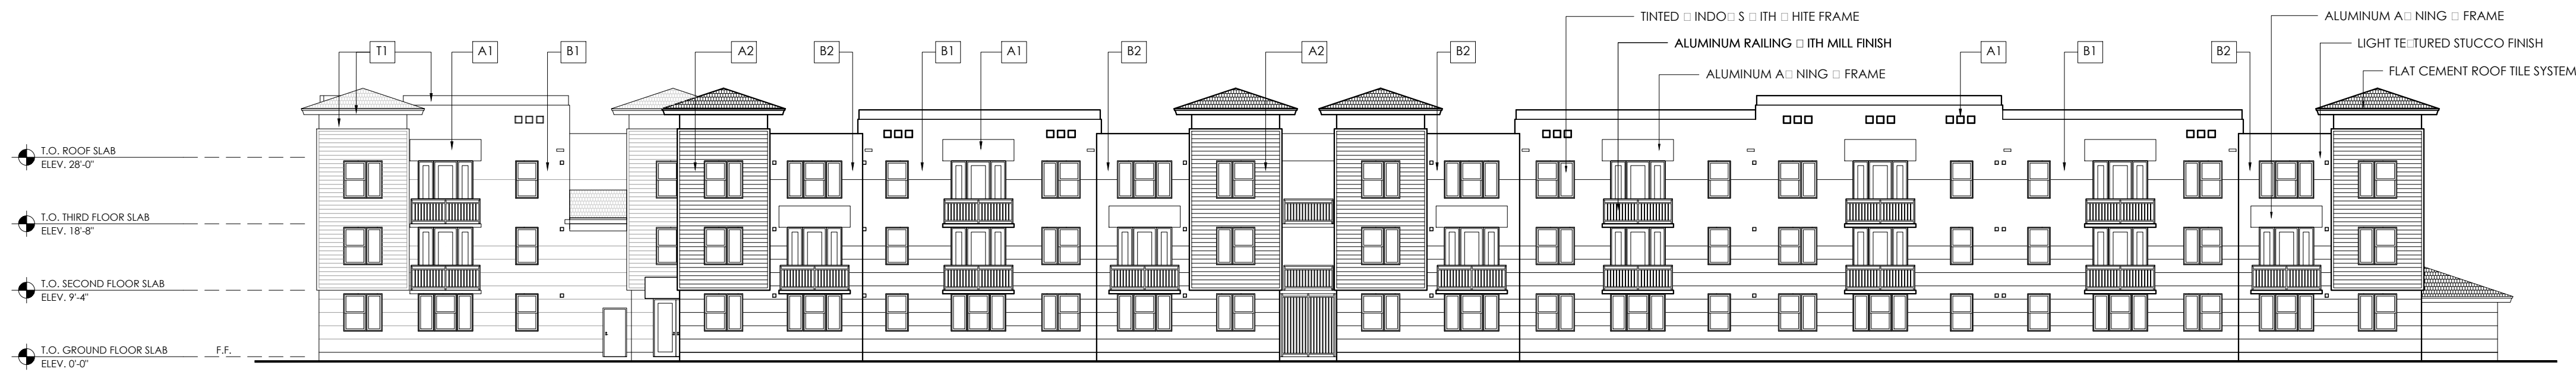 TINTED □ INDO□ S □ ITH □ HITE FRAME
ALUMINUM A□ NING □ FRAME
T1
A1
B1
A2
B2
B1
A1
B2
A2
B2
ALUMINUM RAILING □ ITH MILL FINISH
A1
B1
B2
LIGHT TE□TURED STUCCO FINISH
ALUMINUM A□ NING □ FRAME
FLAT CEMENT ROOF TILE SYSTEM
T.O. ROOF SLAB
ELEV. 28'-0"
T.O. THIRD FLOOR SLAB
ELEV. 18'-8"
T.O. SECOND FLOOR SLAB
ELEV. 9'-4"
T.O. GROUND FLOOR SLAB F.F.
ELEV. 0'-0"